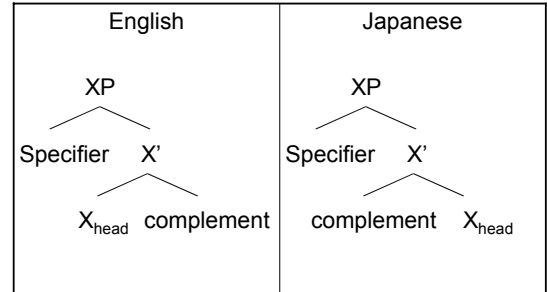 English
XP
Specifier X’
Xhead complement
Japanese
XP
Specifier X’
complement Xhead